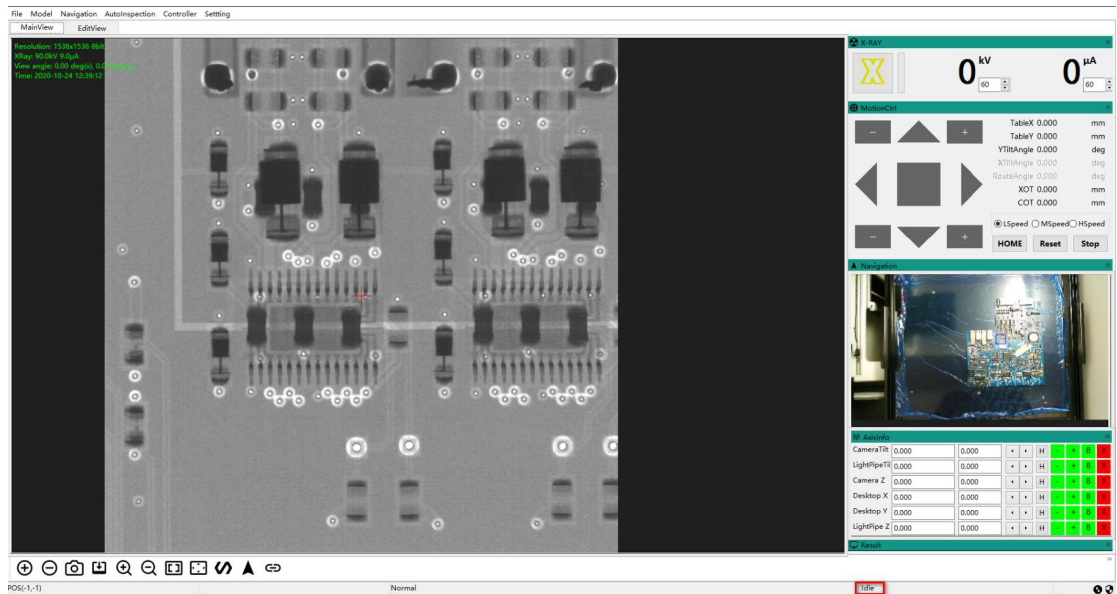 File Model Navigation AutoInspection Controller Settting
MainView EditView
Resolution: 1536x1536 8bit
XRay: 90.0kV 9.0μA
View angle: 0.00 deg(x), 0.0
Time: 2020-10-24 12:39:12
X-RAY
0 kV 60 0 μA 60
MotionCtrl
TableX 0.000 mm
TableY 0.000 mm
YTiltAngle 0.000 deg
XTiltAngle 0.000 deg
RoateAngle 0.000 deg
XOT 0.000 mm
COT 0.000 mm
LSpeed MSpeed HSpeed
HOME Reset Stop
Navigation
AxisInfo
CameraTilt 0.000 0.000 H - + B X
LightPipeTil 0.000 0.000 H - + B X
Camera Z 0.000 0.000 H - + B X
Desktop X 0.000 0.000 H - + B X
Desktop Y 0.000 0.000 H - + B X
LightPipe Z 0.000 0.000 H - + B X
Result
POS(-1,-1) Normal Idle